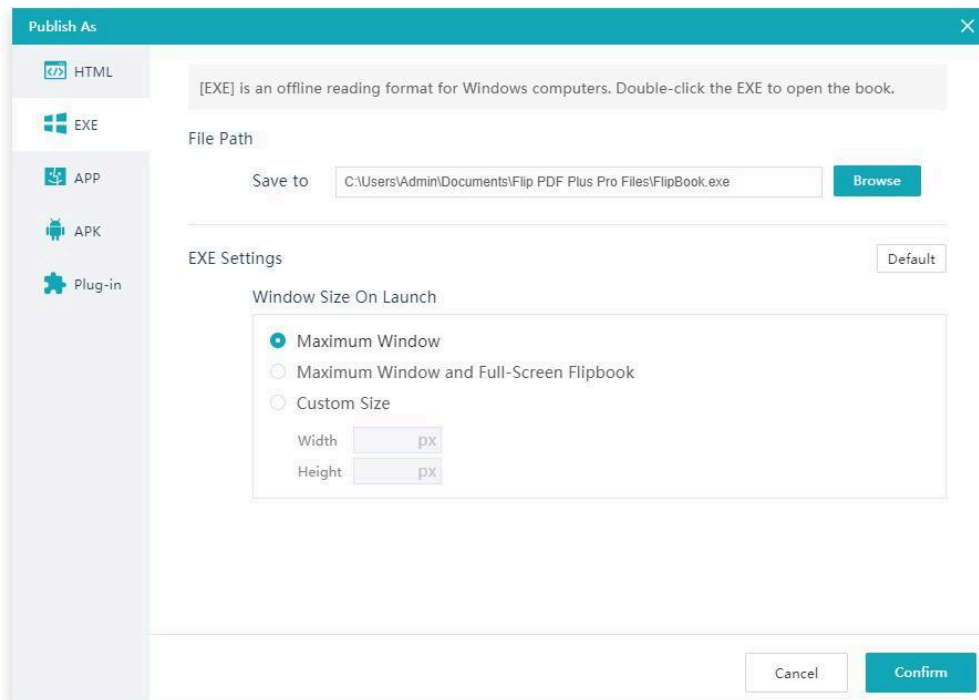 Publish As
HTML
EXE
APP
APK
Plug-in
[EXE] is an offline reading format for Windows computers. Double-click the EXE to open the book.
File Path
Save to C:\Users\Admin\Documents\Flip PDF Plus Pro Files\FlipBook.exe Browse
EXE Settings Default
Window Size On Launch
Maximum Window
Maximum Window and Full-Screen Flipbook
Custom Size
Width px
Height px
Cancel Confirm